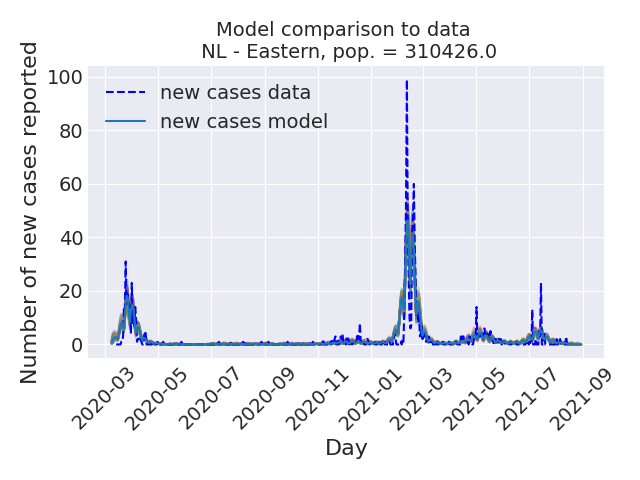 Model comparison to data
NL - Eastern, pop. = 310426.0
Number of new cases reported
100
80
60
40
20
0
new cases data
new cases model
2020-03
2020-05
2020-07
2020-09
2020-11
2021-01
2021-03
2021-05
2021-07
2021-09
Day